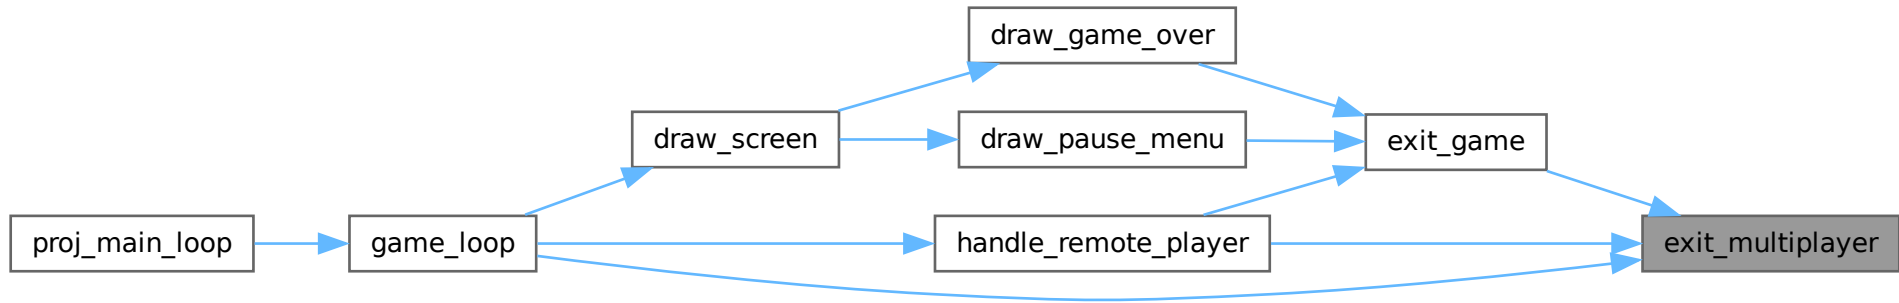 draw_game_over
draw_screen
draw_pause_menu
exit_game
proj_main_loop
game_loop
handle_remote_player
exit_multiplayer